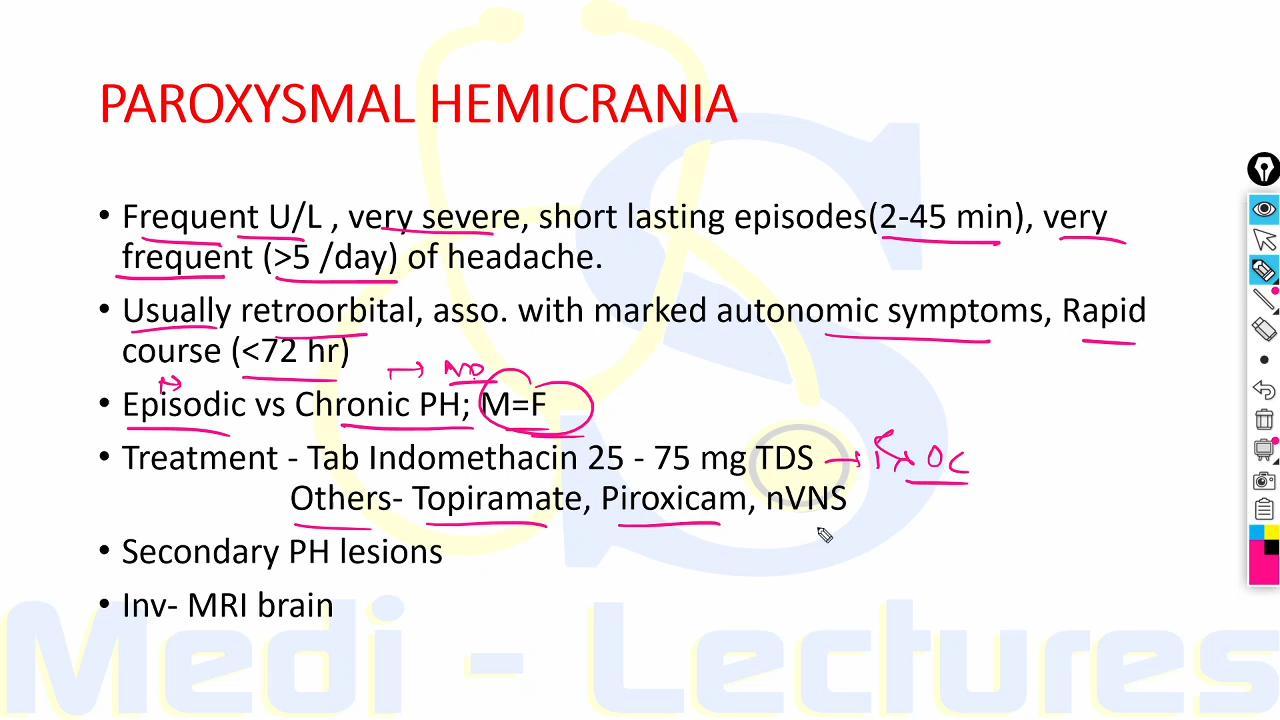 PAROXYSMAL HEMICRANIA
• Frequent U/L , very severe, short lasting episodes(2-45 min), very
frequent (>5 /day) of headache.
• Usually retroorbital, asso. with marked autonomic symptoms, Rapid
course (<72 hr)
• Episodic vs Chronic PH; M=F
• Treatment - Tab Indomethacin 25 - 75 mg TDS
Others- Topiramate, Piroxicam, nVNS
• Secondary PH lesions
• Inv- MRI brain
Medi - Lectures